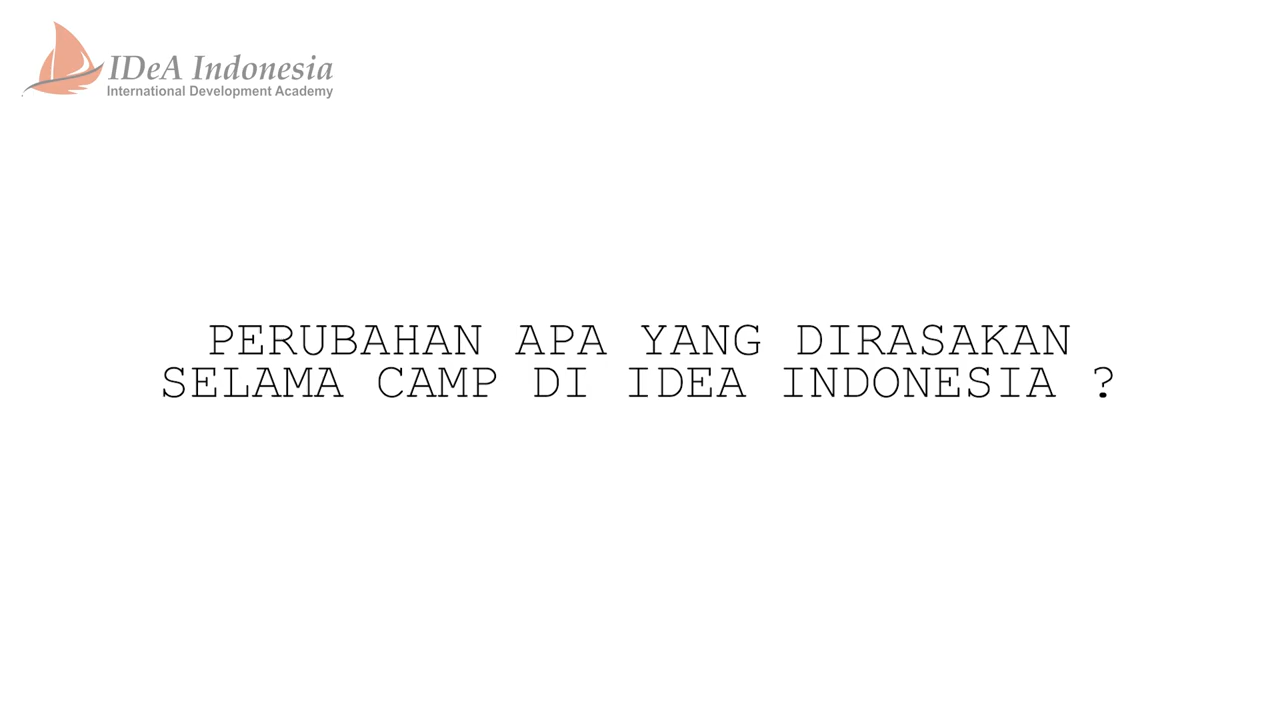 IDeA Indonesia
International Development Academy
PERUBAHAN APA YANG DIRASAKAN
SELAMA CAMP DI IDEA INDONESIA ?